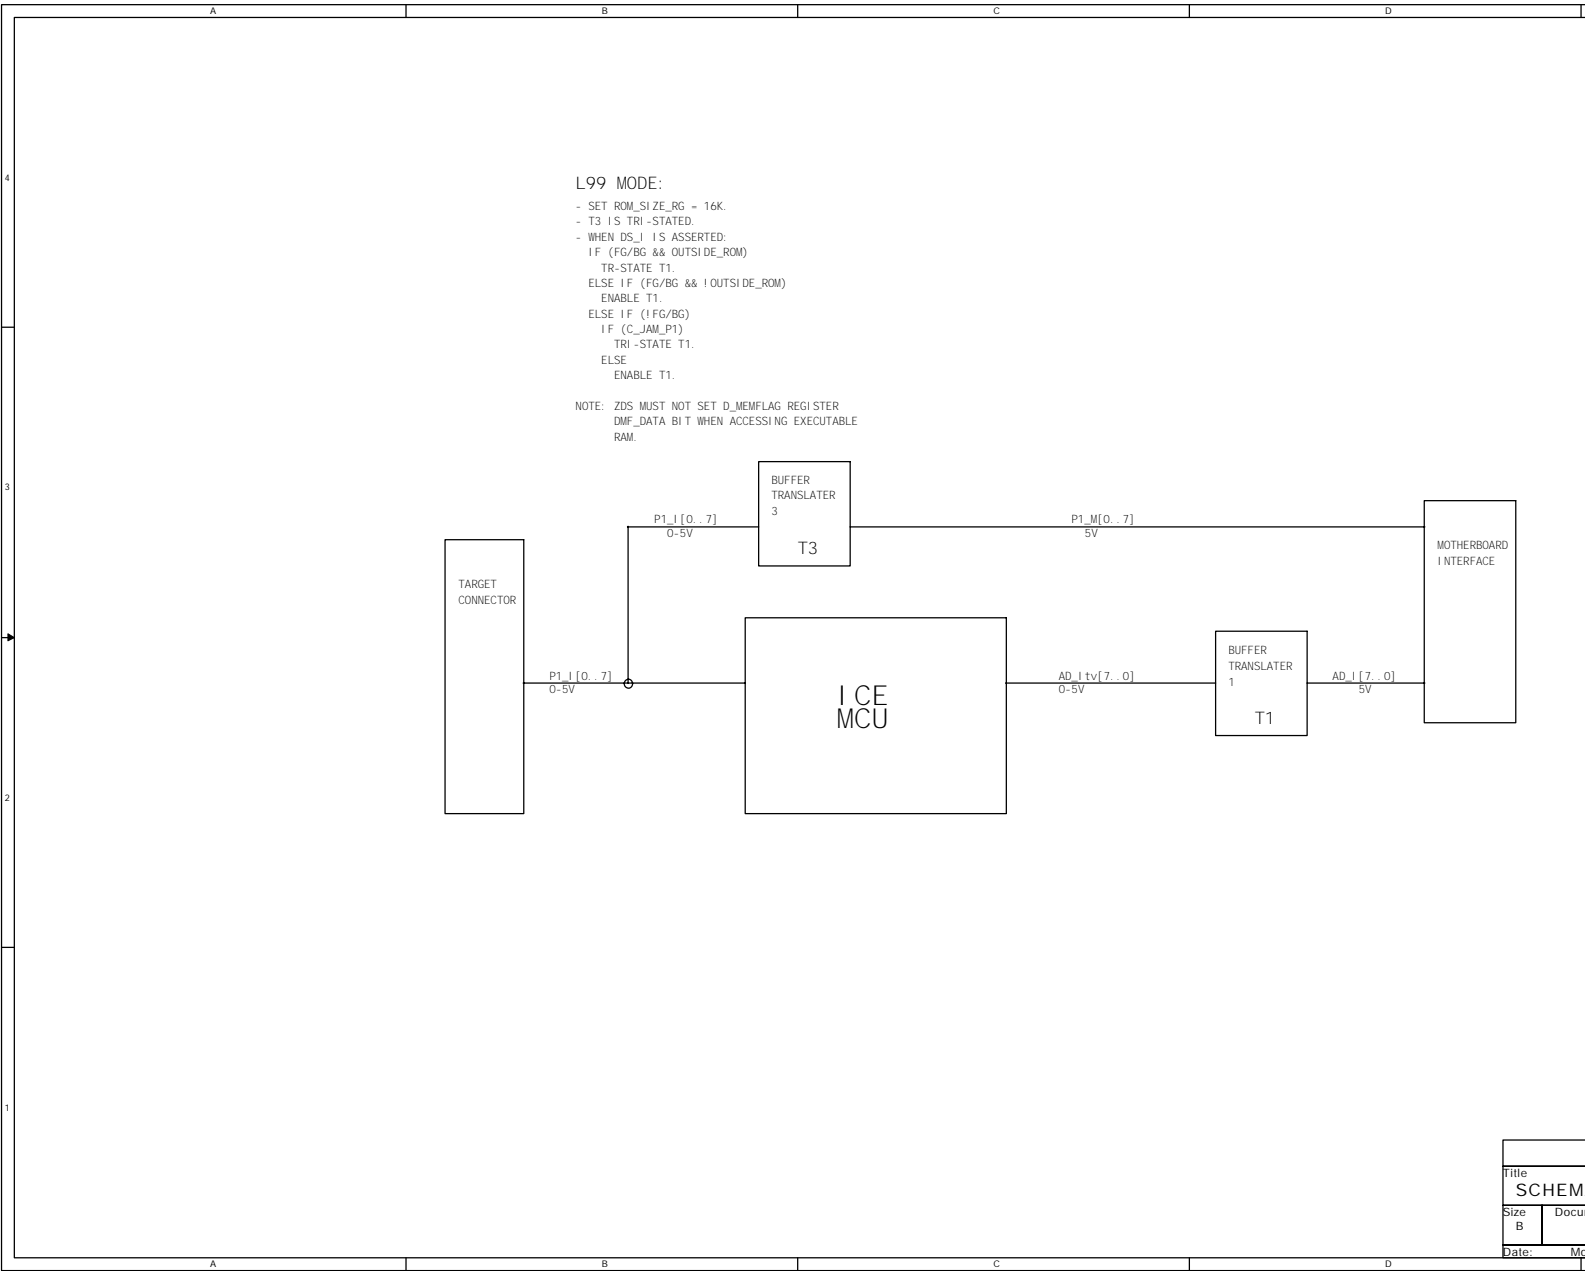 A B C D
4
L99 MODE:
- SET ROM_SIZE_RG = 16K.
- T3 IS TRI-STATED.
- WHEN DS_I IS ASSERTED:
IF (FG/BG && OUTSIDE_ROM)
TR-STATE T1.
ELSE IF (FG/BG && !OUTSIDE_ROM)
ENABLE T1.
ELSE IF (!FG/BG)
IF (C_JAM_P1)
TRI-STATE T1.
ELSE
ENABLE T1.
NOTE: ZDS MUST NOT SET D_MEMFLAG REGISTER
DMF_DATA BIT WHEN ACCESSING EXECUTABLE
RAM.
3
BUFFER
TRANSLATER
3
T3
P1_I[0..7]
0-5V
P1_M[0..7]
5V
MOTHERBOARD
INTERFACE
TARGET
CONNECTOR
P1_I[0..7]
0-5V
ICE
MCU
AD_Itv[7..0]
0-5V
BUFFER
TRANSLATER
1
T1
AD_I[7..0]
5V
2
1
Title
SCHEM
Size
B
Docu
Date: Mo
A B C D